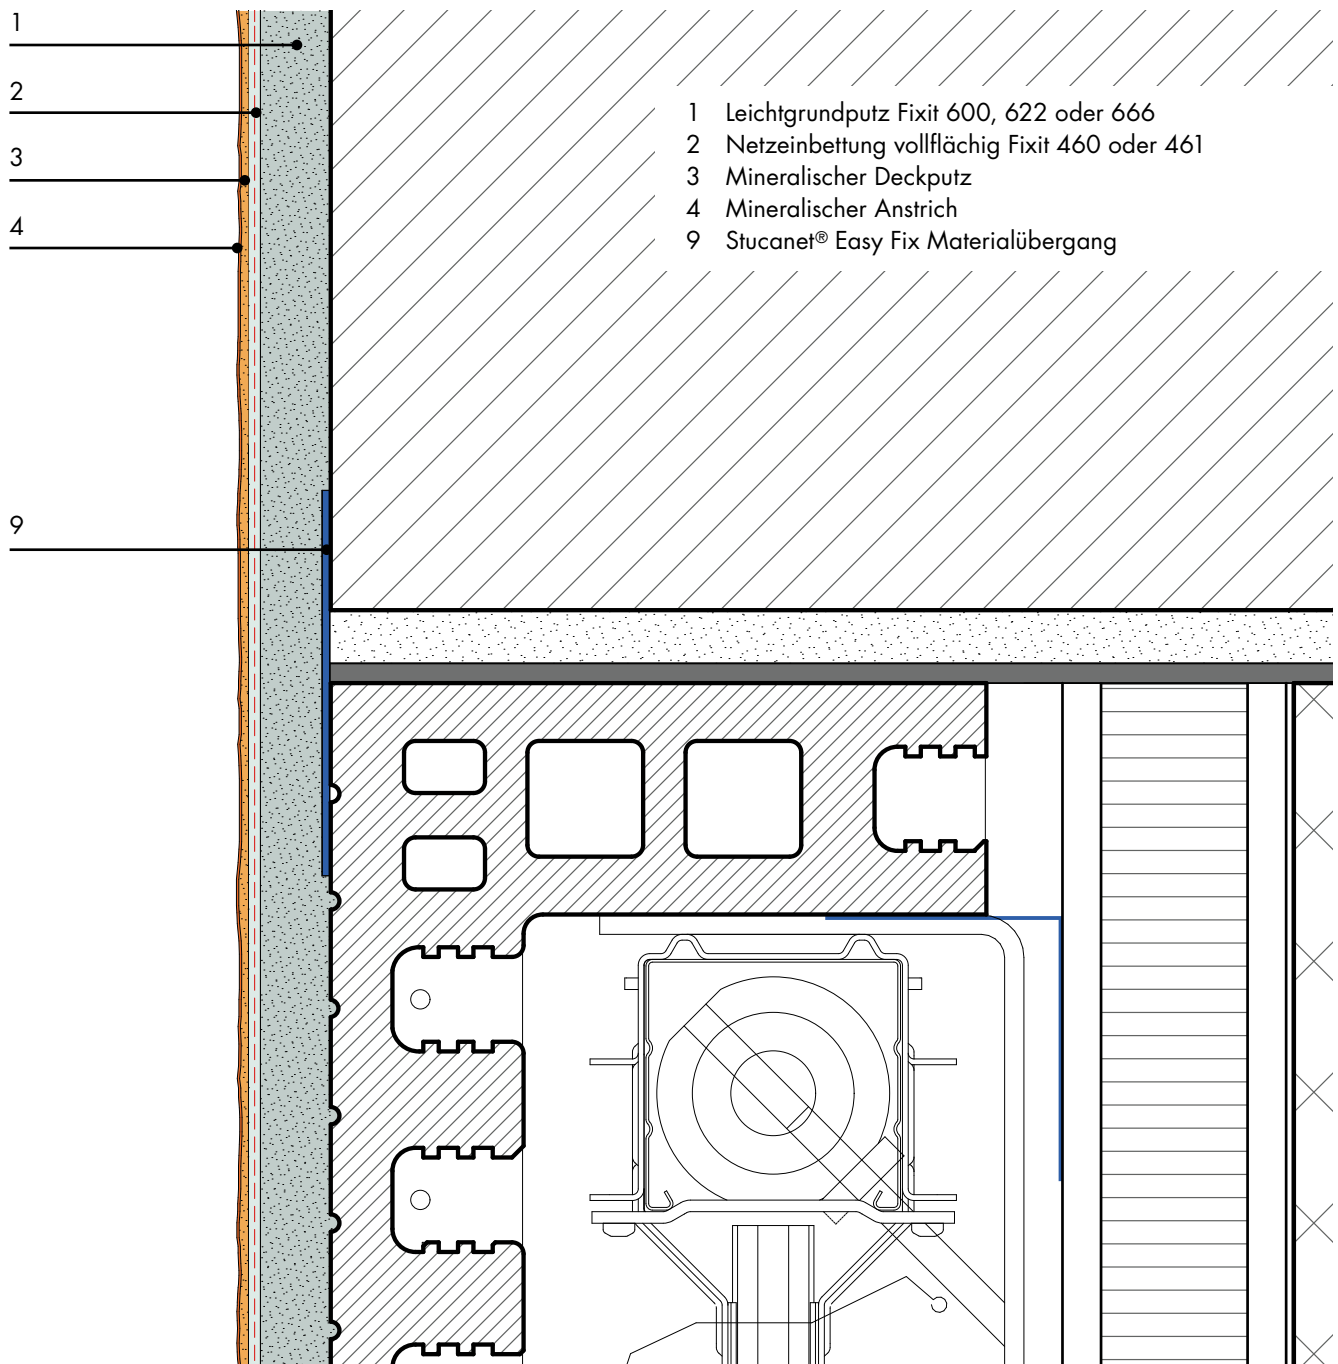 1
2
3
4
9
1 Leichtgrundputz Fixit 600, 622 oder 666
2 Netzeinbettung vollflächig Fixit 460 oder 461
3 Mineralischer Deckputz
4 Mineralischer Anstrich
9 Stucanet® Easy Fix Materialübergang